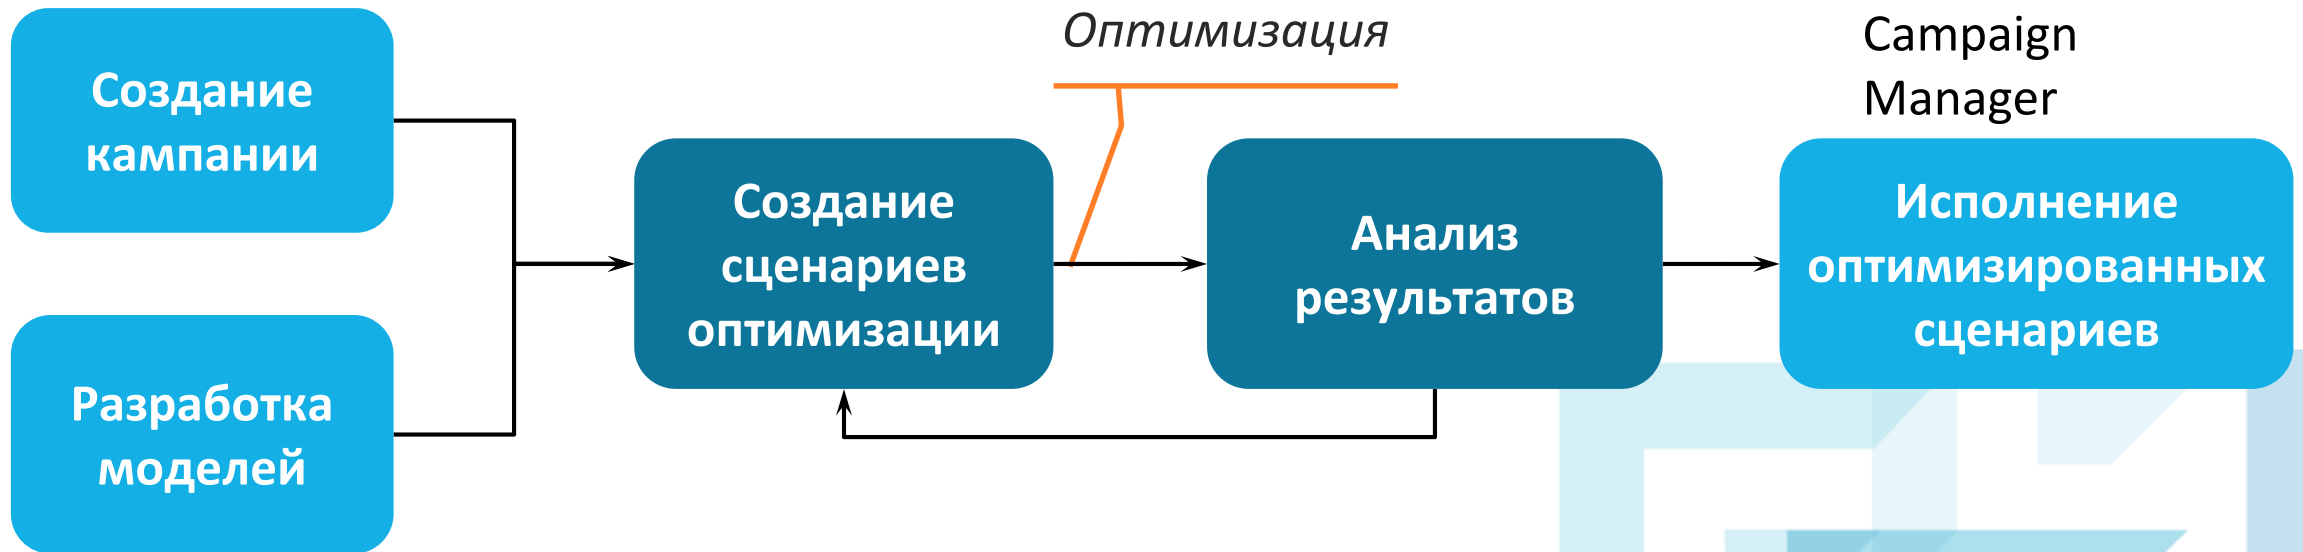 Создание
кампании
Разработка
моделей
Оптимизация
Создание
сценариев
оптимизации
Анализ
результатов
Campaign
Manager
Исполнение
оптимизированных
сценариев